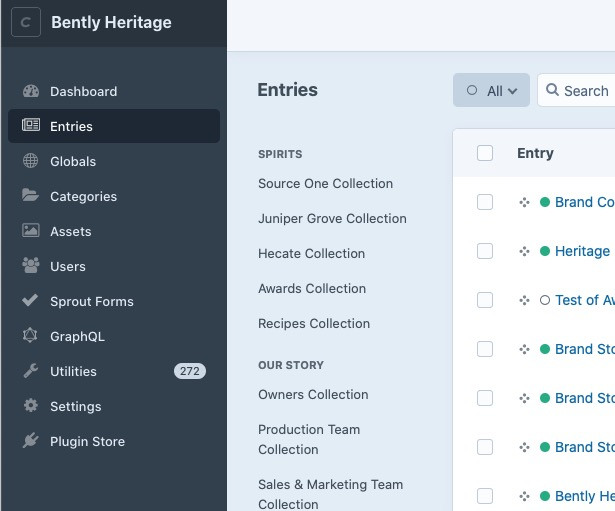 C Bently Heritage
Dashboard
Entries
Globals
Categories
Assets
Users
Sprout Forms
GraphQL
Utilities 272
Settings
Plugin Store
Entries
All
Search
SPIRITS
Source One Collection
Juniper Grove Collection
Hecate Collection
Awards Collection
Recipes Collection
OUR STORY
Owners Collection
Production Team
Collection
Sales & Marketing Team
Collection
Entry
Brand Co
Heritage
Test of Aw
Brand Sto
Brand Sto
Brand Sto
Bently He